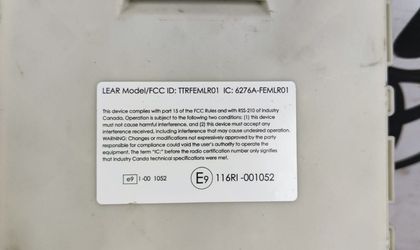 LEAR Model/FCC ID: TTRFEMLR01 IC: 6276A-FEMLR01
This device complies with part 15 of the FCC Rules and with RSS-210 of Industry
Canada. Operation is subject to the following two conditions: (1) this device
must not cause harmful interference, and (2) this device must accept any
interference received, including interference that may cause undesired operation.
WARNING: Changes or modifications not expressively approved by the party
responsible for compliance could void the user's authority to operate the
equipment. The term "IC:" before the radio certification number only signifies
that Industry Canada technical specifications were met.
e9 1-00 1052 E9 116RI -001052